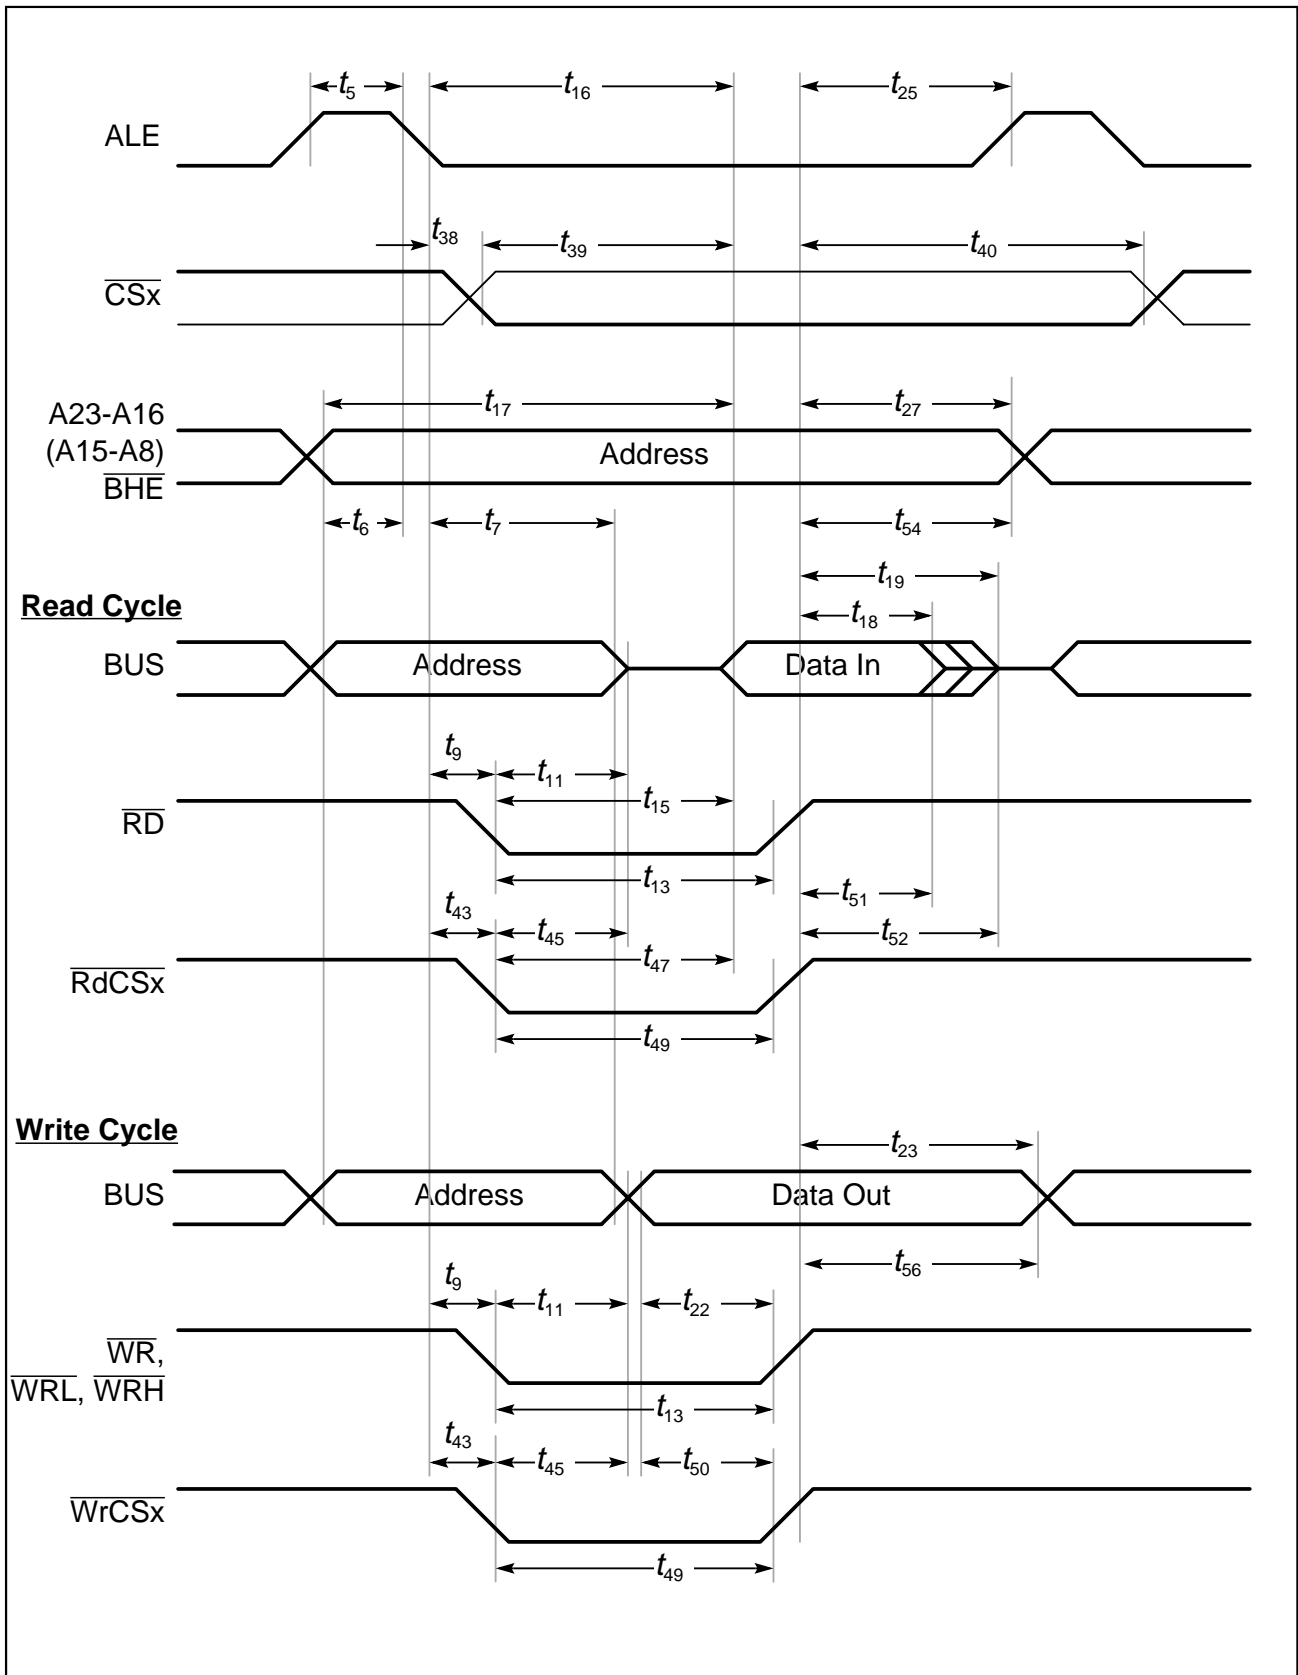 t5 t16 t25
ALE
t38 t39 t40
CSx
t17 t27
A23-A16
(A15-A8)
BHE
Address
t6 t7 t54
t19
Read Cycle
t18
BUS Address Data In
t9 t11
t15
RD
t13
t51
t43 t45 t52
t47
RdCSx
t49
Write Cycle
t23
BUS Address Data Out
t56
t9 t11 t22
WR,
WRL, WRH
t13
t43 t45 t50
WrCSx
t49